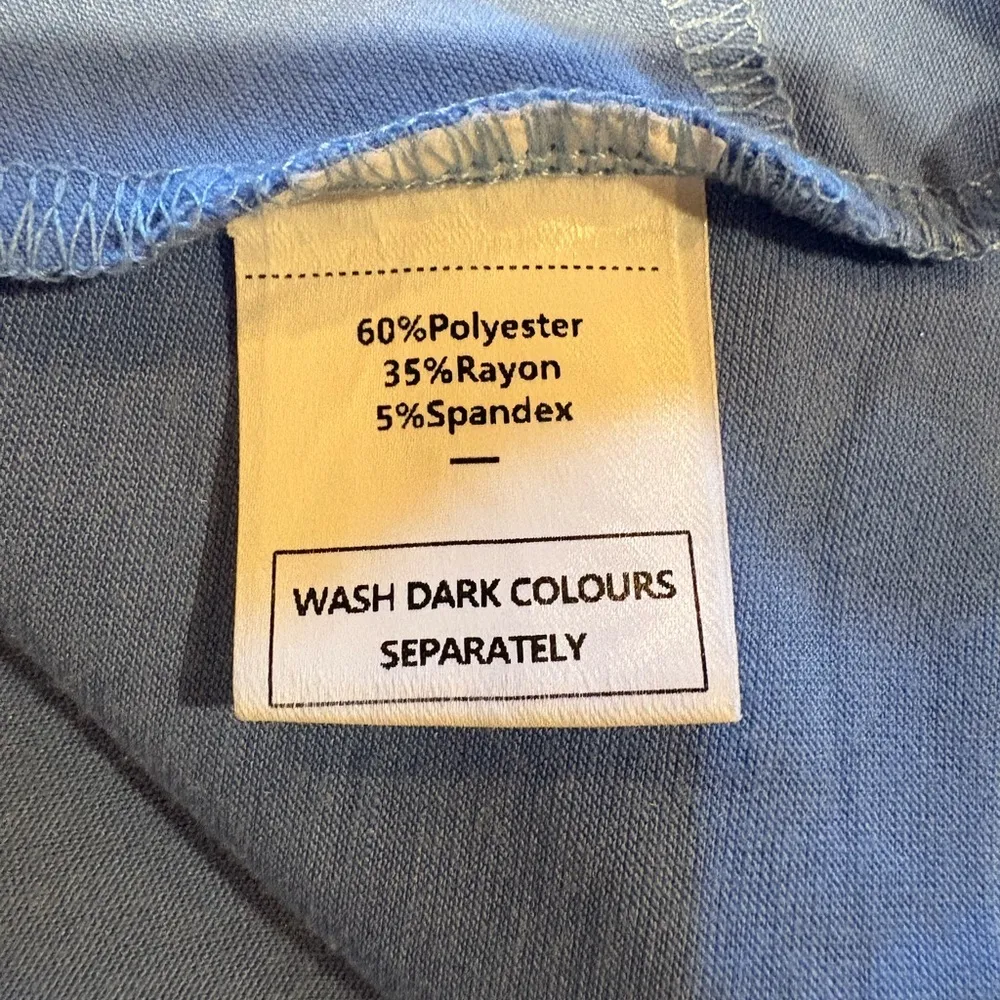 60%Polyester
35%Rayon
5%Spandex
WASH DARK COLOURS
SEPARATELY